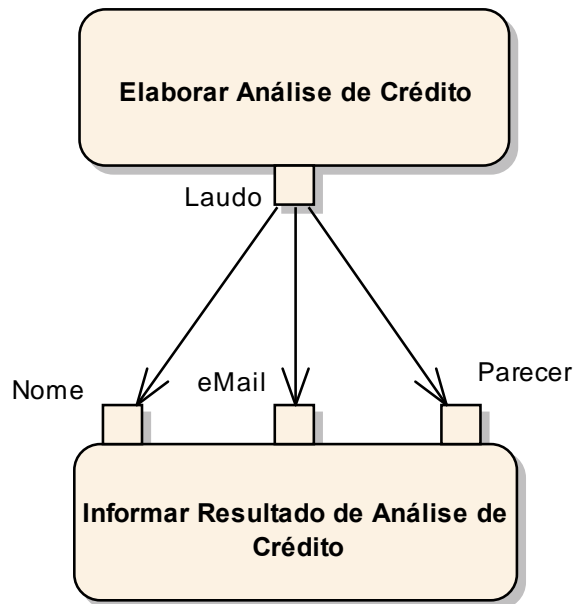 Elaborar Análise de Crédito
Laudo
Nome
eMail
Parecer
Informar Resultado de Análise de
Crédito